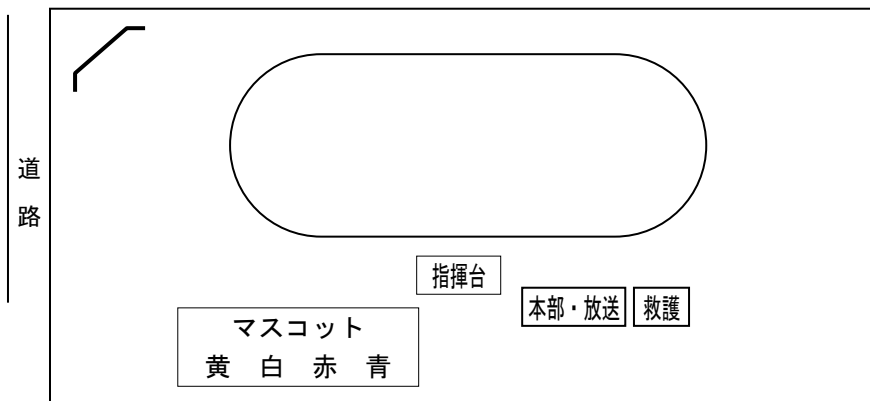 道路
指揮台
本部・放送
救護
マスコット
黄 白 赤 青